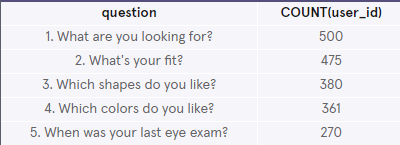 question COUNT(user_id)
1. What are you looking for? 500
2. What's your fit? 475
3. Which shapes do you like? 380
4. Which colors do you like? 361
5. When was your last eye exam? 270